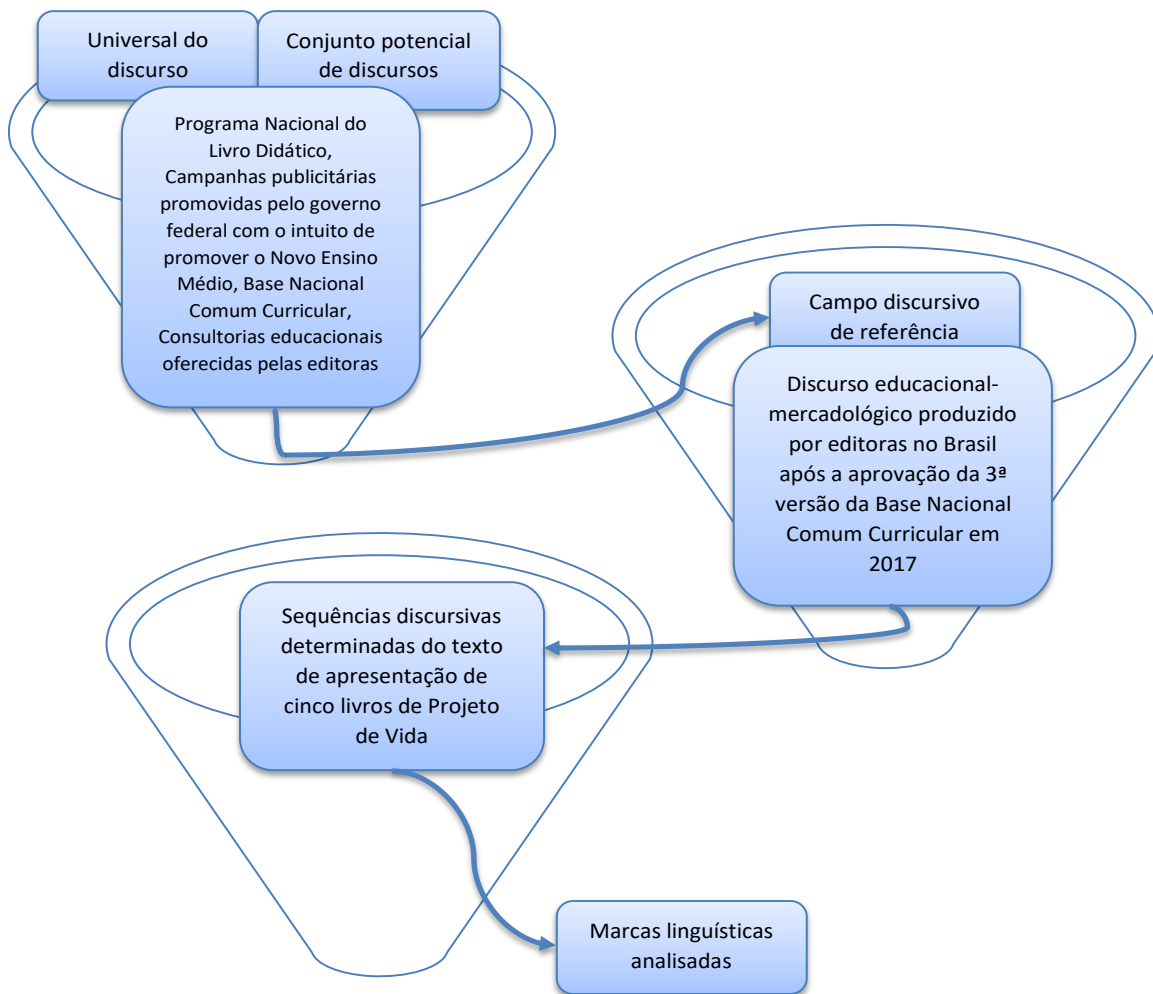 Universal do
discurso
Conjunto potencial
de discursos
Programa Nacional do
Livro Didático,
Campanhas publicitárias
promovidas pelo governo
federal com o intuito de
promover o Novo Ensino
Médio, Base Nacional
Comum Curricular,
Consultorias educacionais
oferecidas pelas editoras
Campo discursivo
de referência
Discurso educacional-
mercadológico produzido
por editoras no Brasil
após a aprovação da 3ª
versão da Base Nacional
Comum Curricular em
2017
Sequências discursivas
determinadas do texto
de apresentação de
cinco livros de Projeto
de Vida
Marcas linguísticas
analisadas